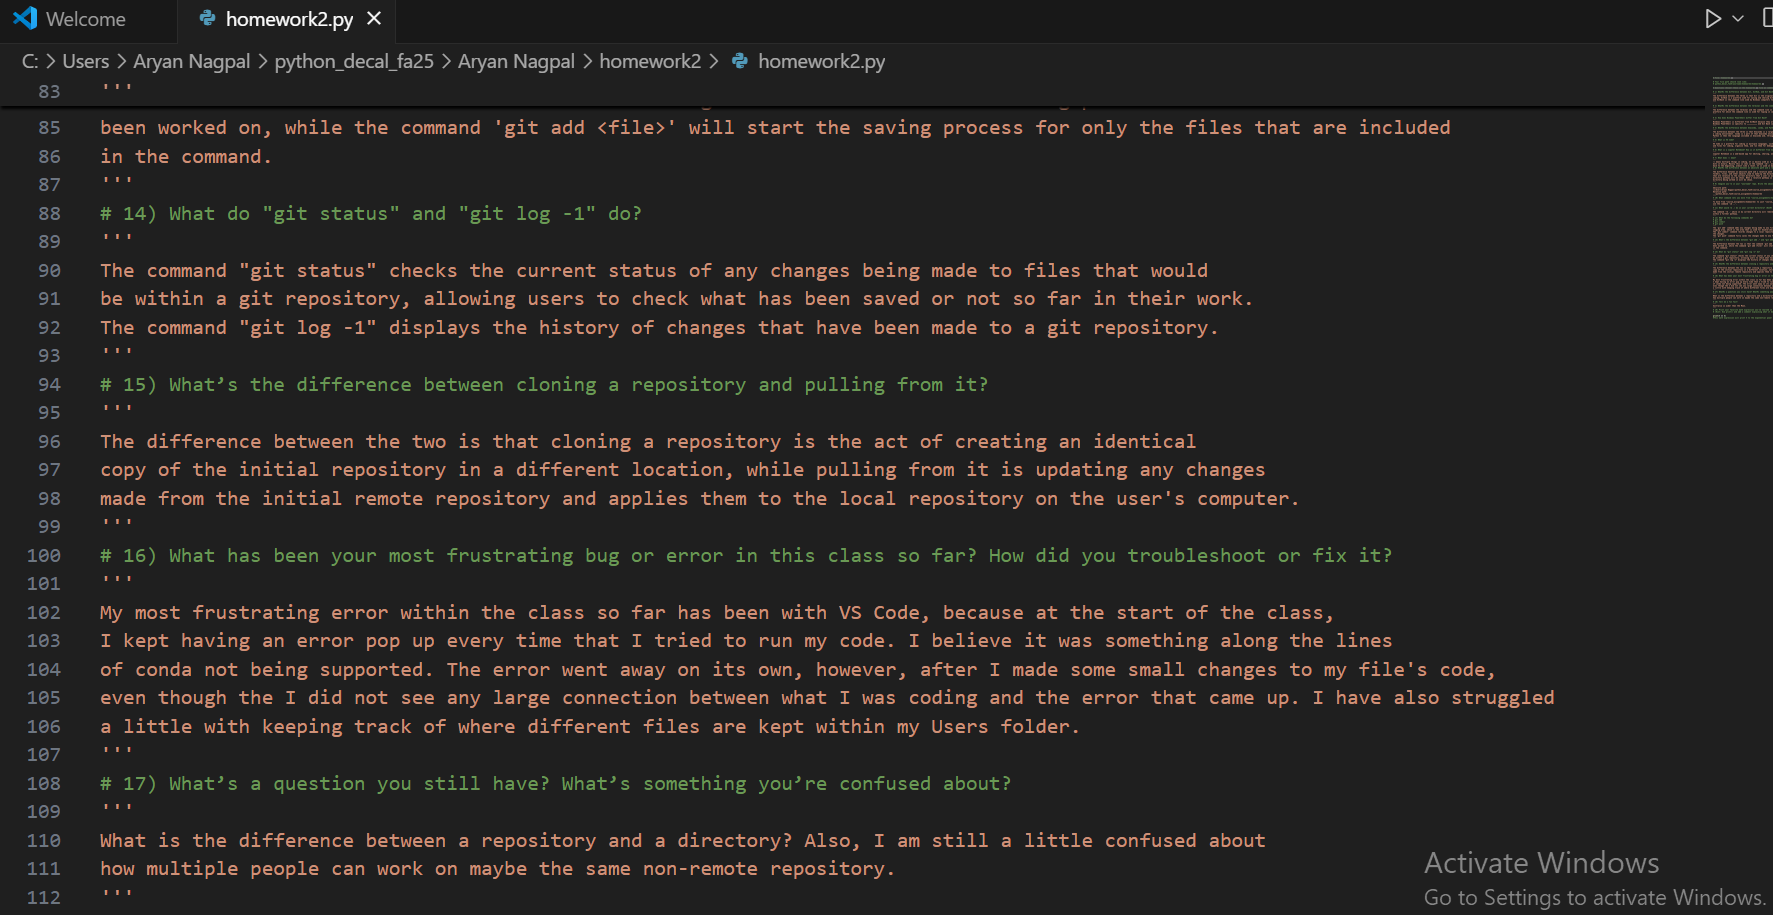 Welcome
homework2.py
C: > Users > Aryan Nagpal > python_decal_fa25 > Aryan Nagpal > homework2 > homework2.py
83 '''
85 been worked on, while the command 'git add <file>' will start the saving process for only the files that are included
86 in the command.
87 '''
88 # 14) What do "git status" and "git log -1" do?
89 '''
90 The command "git status" checks the current status of any changes being made to files that would
91 be within a git repository, allowing users to check what has been saved or not so far in their work.
92 The command "git log -1" displays the history of changes that have been made to a git repository.
93 '''
94 # 15) What’s the difference between cloning a repository and pulling from it?
95 '''
96 The difference between the two is that cloning a repository is the act of creating an identical
97 copy of the initial repository in a different location, while pulling from it is updating any changes
98 made from the initial remote repository and applies them to the local repository on the user's computer.
99 '''
100 # 16) What has been your most frustrating bug or error in this class so far? How did you troubleshoot or fix it?
101 '''
102 My most frustrating error within the class so far has been with VS Code, because at the start of the class,
103 I kept having an error pop up every time that I tried to run my code. I believe it was something along the lines
104 of conda not being supported. The error went away on its own, however, after I made some small changes to my file's code,
105 even though the I did not see any large connection between what I was coding and the error that came up. I have also struggled
106 a little with keeping track of where different files are kept within my Users folder.
107 '''
108 # 17) What’s a question you still have? What’s something you’re confused about?
109 '''
110 What is the difference between a repository and a directory? Also, I am still a little confused about
111 how multiple people can work on maybe the same non-remote repository.
112 '''
Activate Windows
Go to Settings to activate Windows.